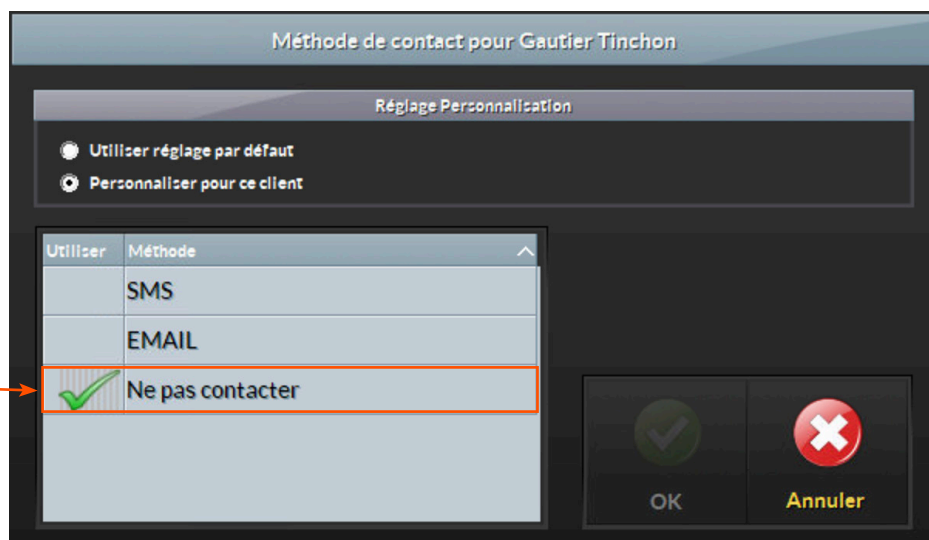 Méthode de contact pour Gautier Tinchon
Réglage Personnalisation
Utiliser réglage par défaut
Personnaliser pour ce client
Utiliser Méthode
SMS
EMAIL
Ne pas contacter
OK Annuler